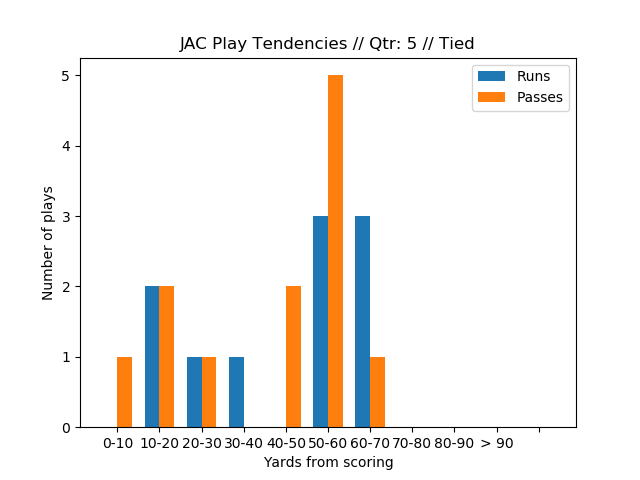 JAC Play Tendencies // Qtr: 5 // Tied
Runs
Passes
Number of plays
5
4
3
2
1
0
0-10 10-20 20-30 30-40 40-50 50-60 60-70 70-80 80-90 > 90
Yards from scoring